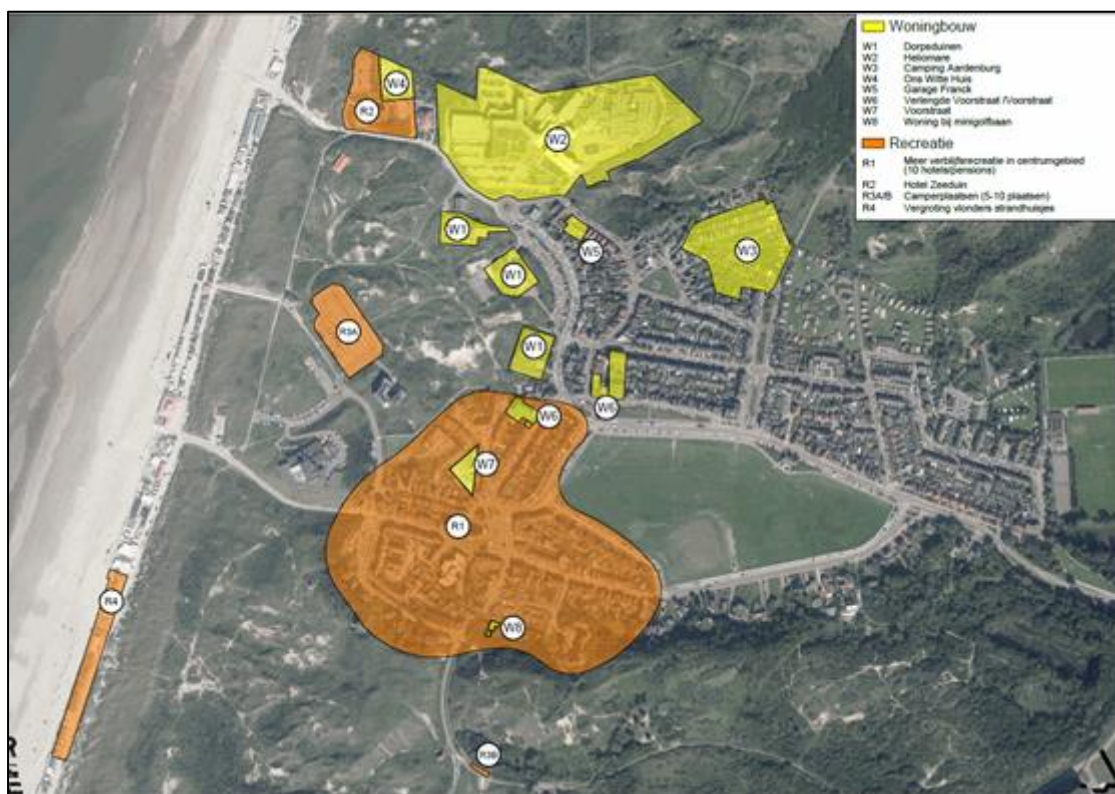 Woningbouw
W1 Dorpsduinen
W2 Heliomare
W3 Camping Aardenburg
W4 Ons Witte Huis
W5 Garage Franck
W6 Verlengde Voorstraat /Voorstraat
W7 Voorstraat
W8 Woning bij minigolfbaan
Recreatie
R1 Meer verblijfsrecreatie in centrumgebied
(10 hotels/pensions)
R2 Hotel Zeeduin
R3A/B Camperplaatsen (5-10 plaatsen)
R4 Vergroting vlonders strandhuisjes
W4
R2
W2
W1
W5
W3
W1
R3A
W1
W6
W6
W7
R1
R4
W8
R3B